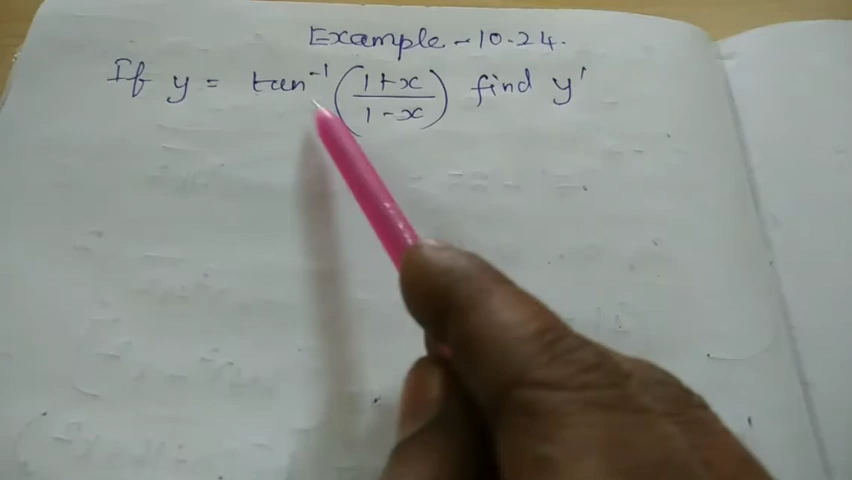 Example - 10.24.
If y = tan⁻¹ (1+x / 1-x) find y'